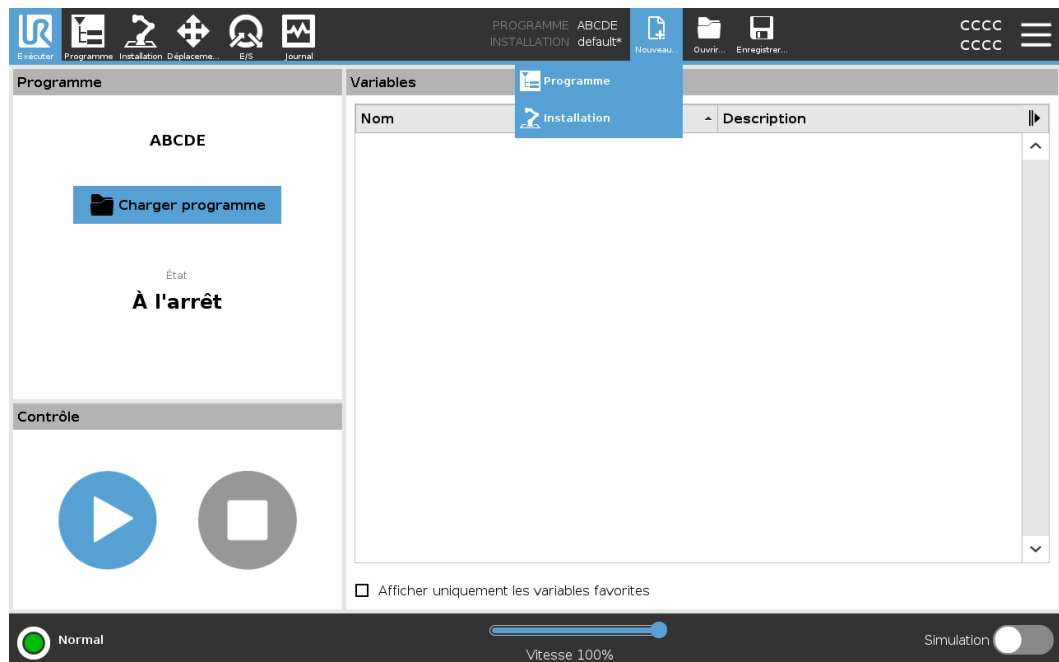 UR
Exécuter
Programme
Installation
Déplaceme...
E/S
Journal
PROGRAMME ABCDE
INSTALLATION default*
Nouveau...
Ouvrir...
Enregistrer...
CCCC
CCCC
Programme
Installation
Programme
ABCDE
Charger programme
État
À l'arrêt
Contrôle
Variables
Nom
Description
Afficher uniquement les variables favorites
Normal
Vitesse 100%
Simulation